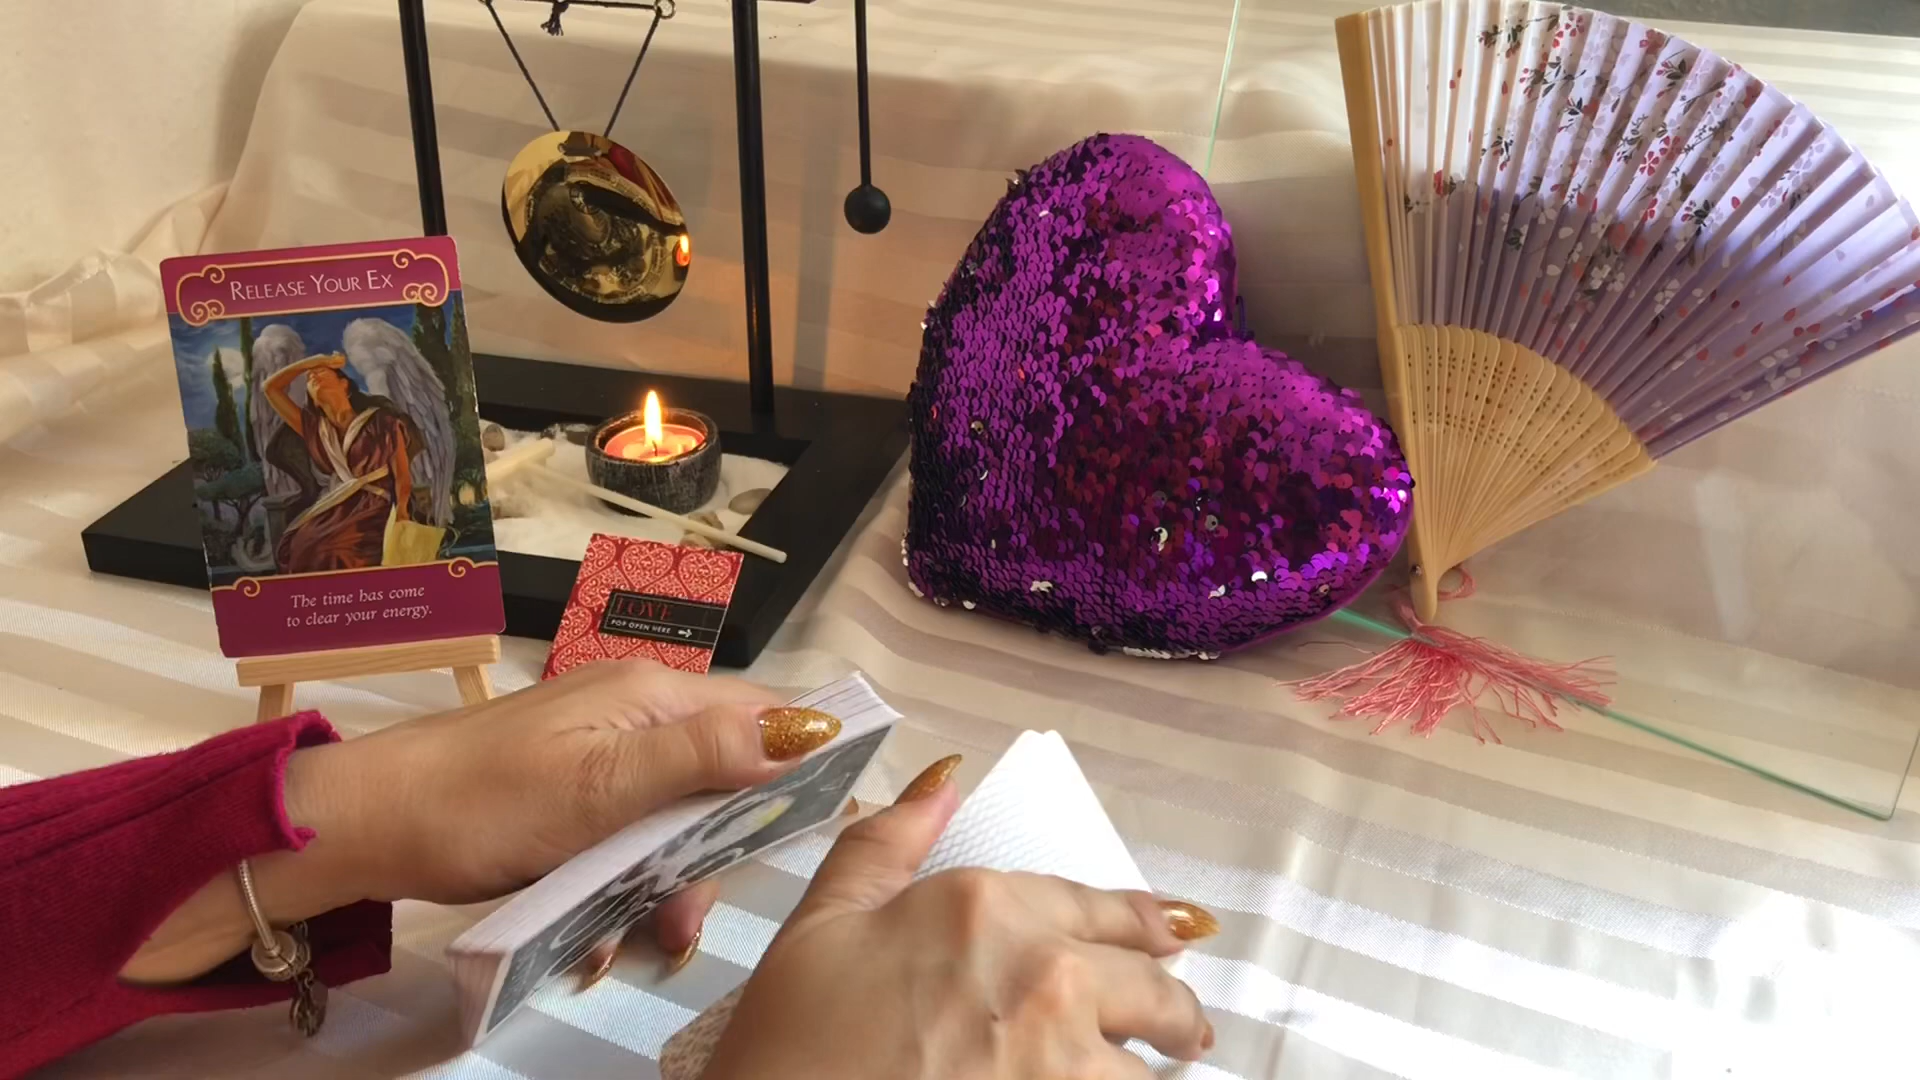 RELEASE YOUR EX
The time has come
to clear your energy.
LOVE
POP OPEN HERE